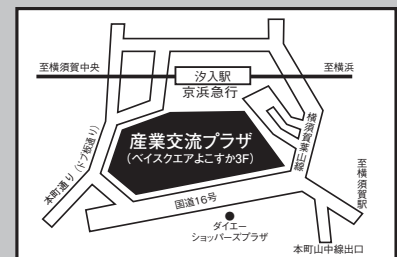 至横須賀中央
汐入駅
至横浜
京浜急行
産業交流プラザ
(ベイスクエアよこすか3F)
横須賀葉山線
本町通り(ドブ板通り)
至横須賀駅
国道16号
ダイエー
ショッパーズプラザ
本町山中線出口